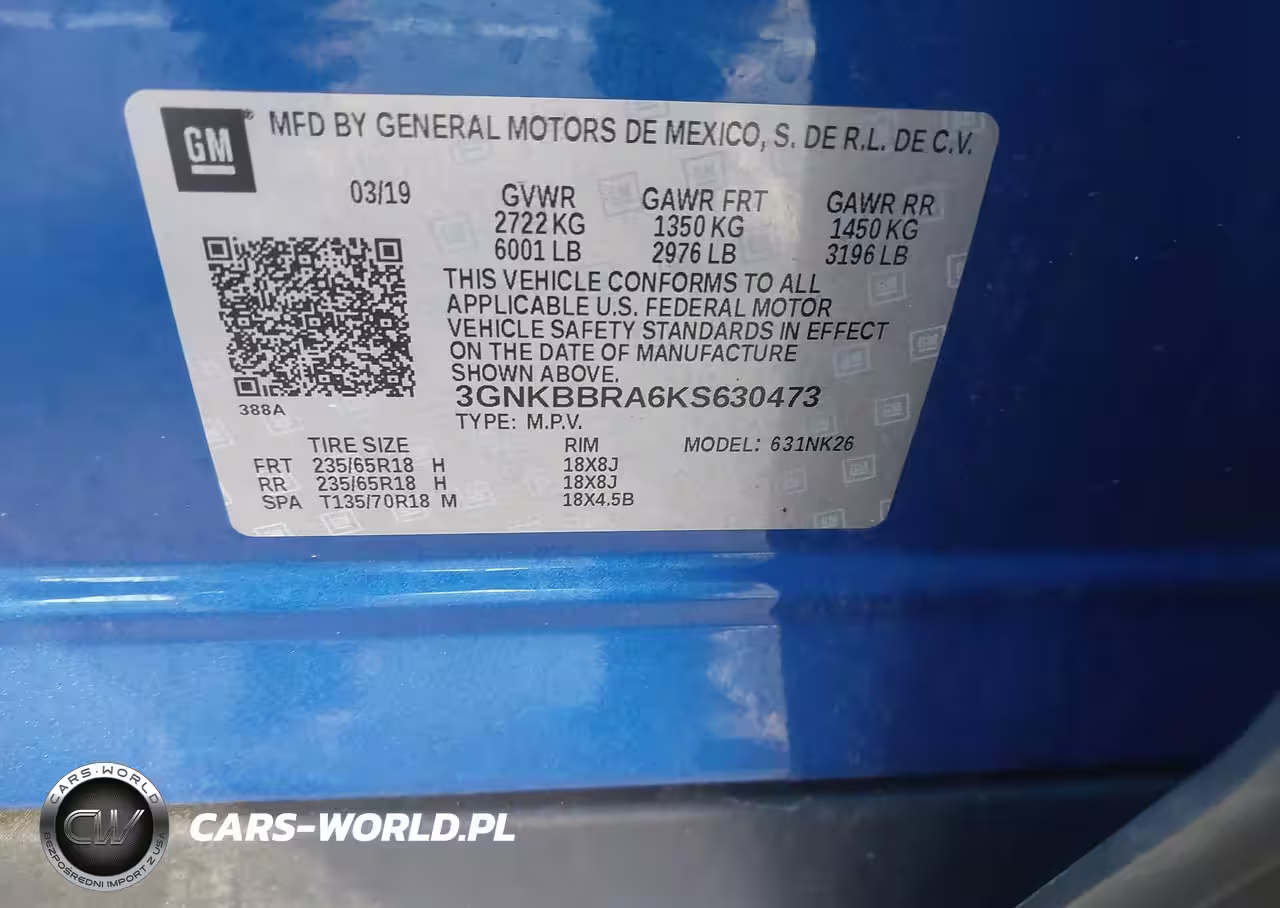 GM
MFD BY GENERAL MOTORS DE MEXICO, S. DE R.L. DE C.V.
03/19 GVWR GAWR FRT GAWR RR
2722 KG 1350 KG 1450 KG
6001 LB 2976 LB 3196 LB
THIS VEHICLE CONFORMS TO ALL
APPLICABLE U.S. FEDERAL MOTOR
VEHICLE SAFETY STANDARDS IN EFFECT
ON THE DATE OF MANUFACTURE
SHOWN ABOVE.
388A
3GNKBBRA6KS630473
TYPE: M.P.V.
TIRE SIZE RIM MODEL: 631NK26
FRT 235/65R18 H 18X8J
RR 235/65R18 H 18X8J
SPA T135/70R18 M 18X4.5B
CARS-WORLD
CW
BEZPOŚREDNI IMPORT Z USA
CARS-WORLD.PL